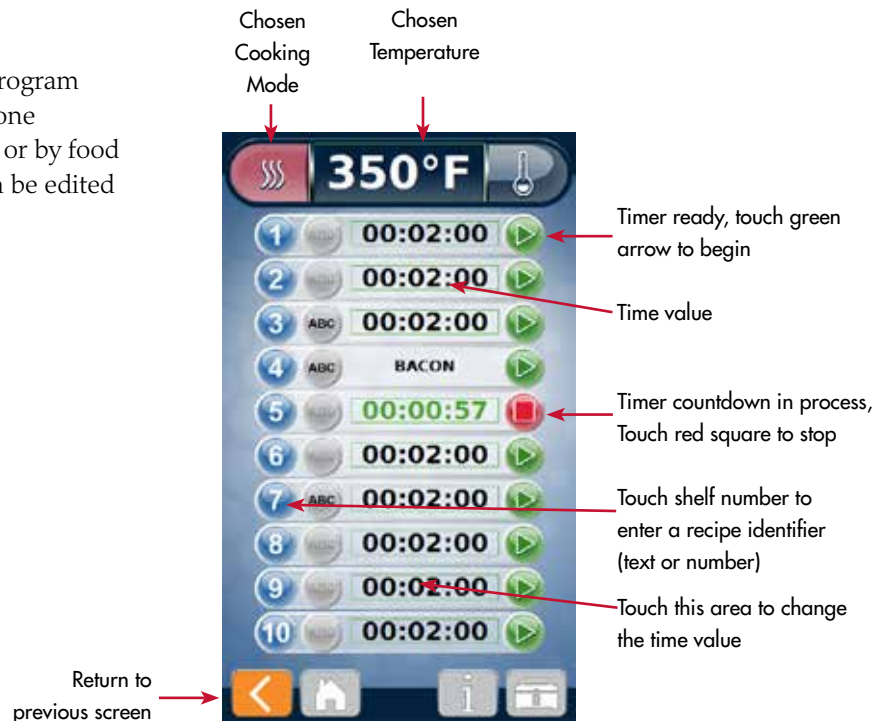 Chosen
Cooking
Mode
Chosen
Temperature
rogram
one
or by food
be edited
350°F
1 00:02:00
2 00:02:00
3 ABC 00:02:00
4 ABC BACON
5 00:00:57
6 00:02:00
7 ABC 00:02:00
8 00:02:00
9 00:02:00
10 00:02:00
Timer ready, touch green
arrow to begin
Time value
Timer countdown in process,
Touch red square to stop
Touch shelf number to
enter a recipe identifier
(text or number)
Touch this area to change
the time value
Return to
previous screen
i